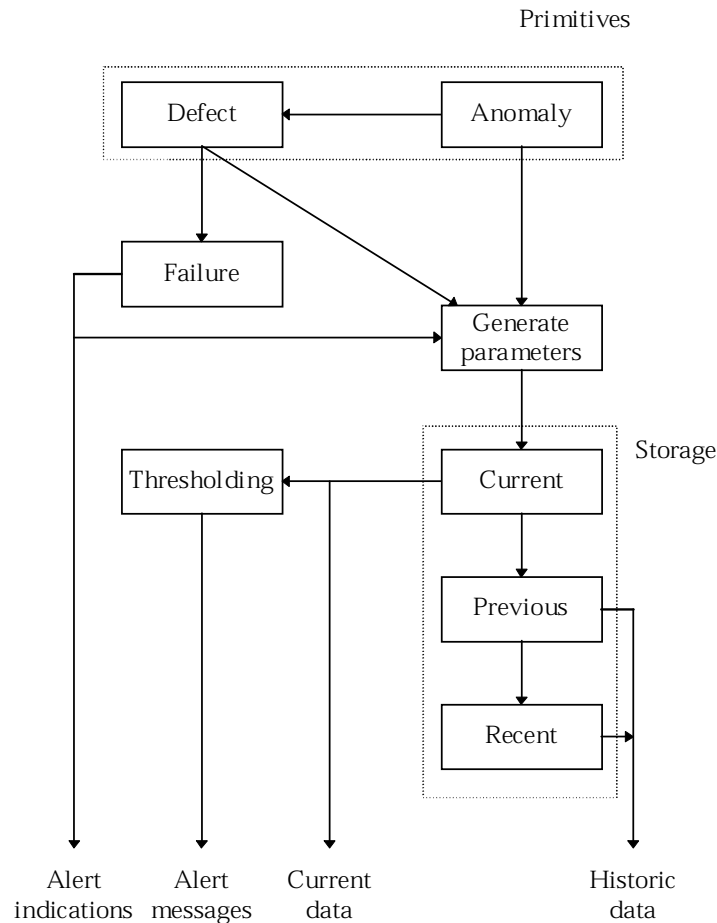 Primitives
Defect
Anomaly
Failure
Generate
parameters
Storage
Thresholding
Current
Previous
Recent
Alert
indications
Alert
messages
Current
data
Historic
data